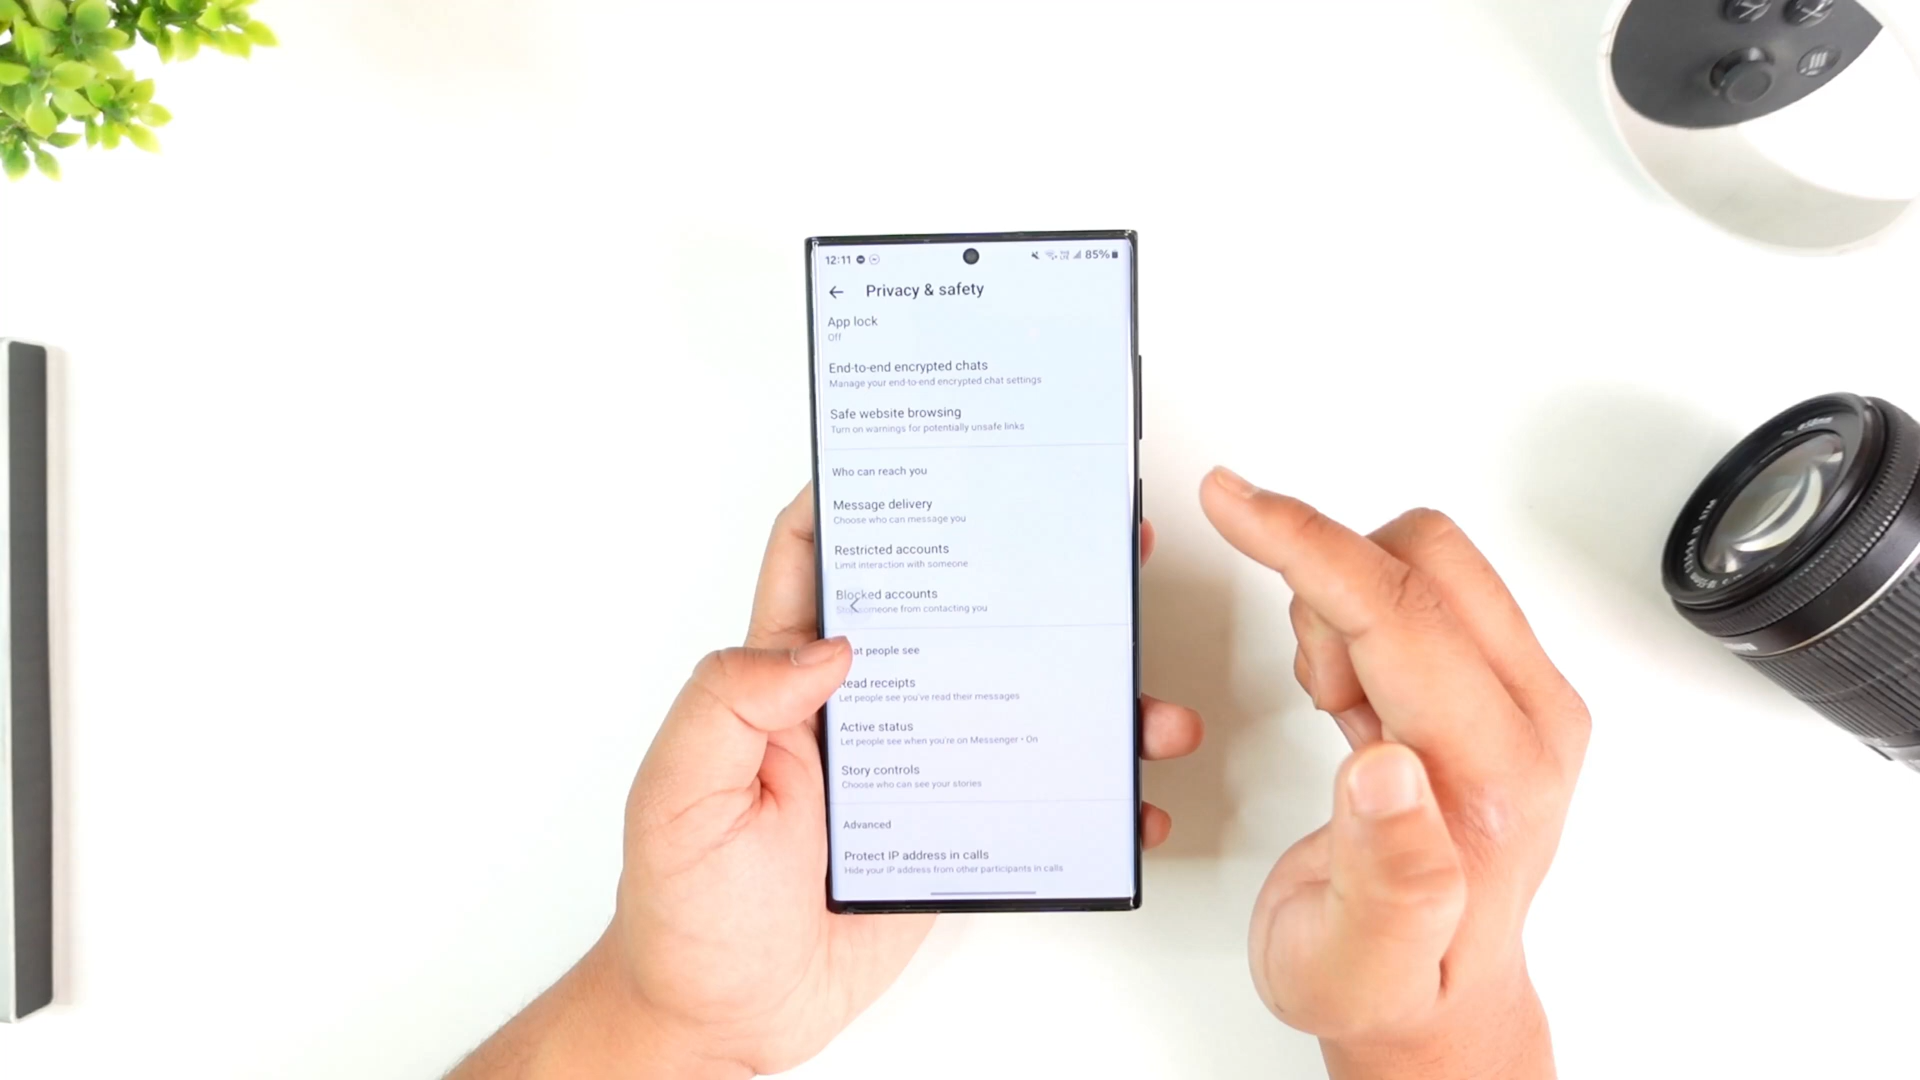 12:11 85%
Privacy & safety
App lock
Off
End-to-end encrypted chats
Manage your end-to-end encrypted chat settings
Safe website browsing
Turn on warnings for potentially unsafe links
Who can reach you
Message delivery
Choose who can message you
Restricted accounts
Limit interaction with someone
Blocked accounts
someone from contacting you
people see
Read receipts
Let people see you've read their messages
Active status
Let people see when you're on Messenger • On
Story controls
Choose who can see your stories
Advanced
Protect IP address in calls
Hide your IP address from other participants in calls
Y X